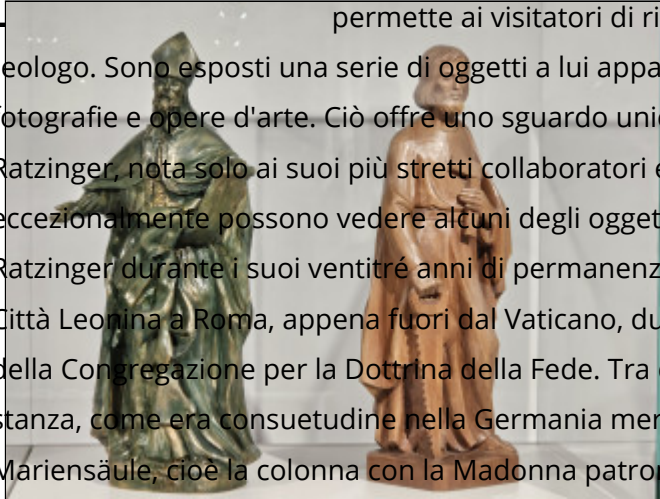 permette ai visitatori di ri
eologo. Sono esposti una serie di oggetti a lui appa
fotografie e opere d'arte. Ciò offre uno sguardo unic
Ratzinger, nota solo ai suoi più stretti collaboratori e
eccezionalmente possono vedere alcuni degli ogget
Ratzinger durante i suoi ventitré anni di permanenz
Città Leonina a Roma, appena fuori dal Vaticano, du
della Congregazione per la Dottrina della Fede. Tra
stanza, come era consuetudine nella Germania mer
Mariensäule, cioè la colonna con la Madonna patro